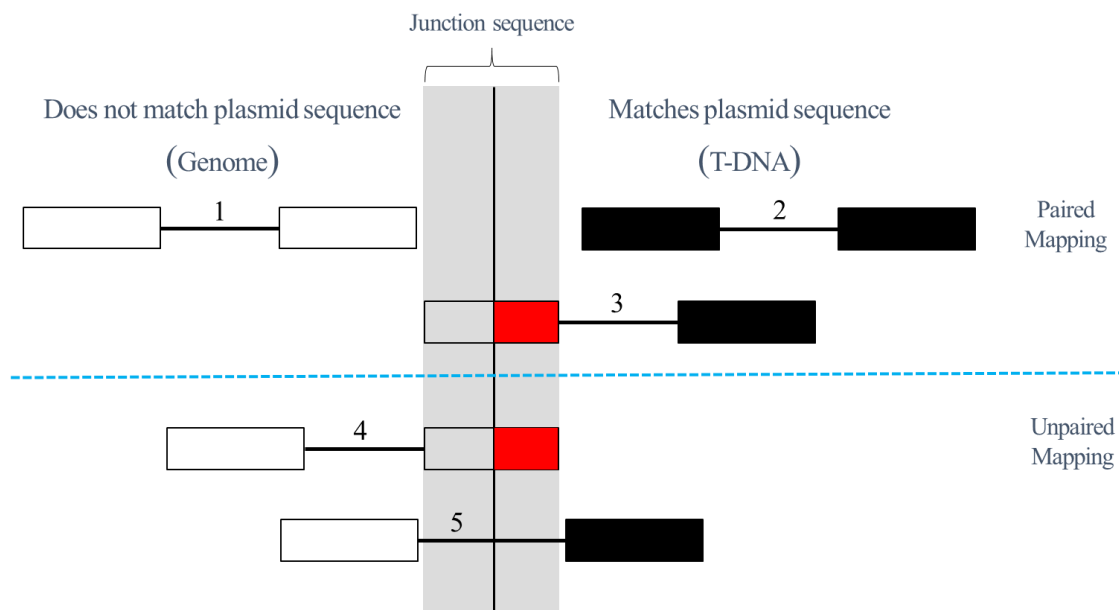 Junction sequence
Does not match plasmid sequence
(Genome)
Matches plasmid sequence
(T-DNA)
1
2
Paired
Mapping
3
4
Unpaired
Mapping
5